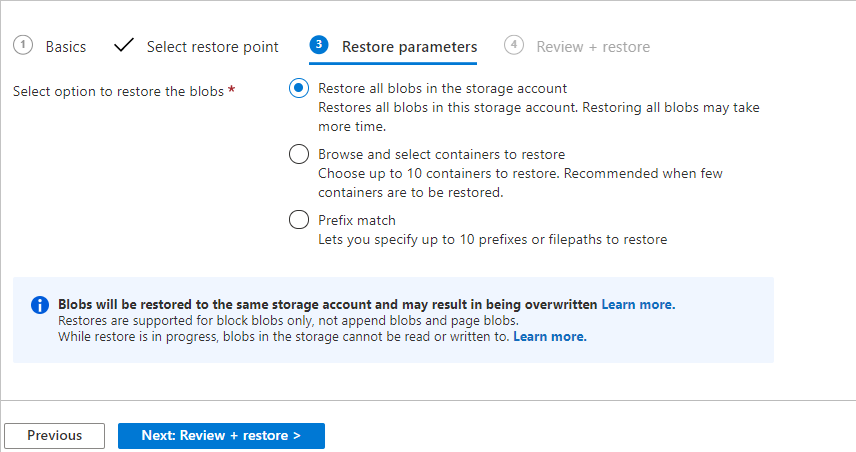 1 Basics Select restore point 3 Restore parameters 4 Review + restore
Select option to restore the blobs *
Restore all blobs in the storage account
Restores all blobs in this storage account. Restoring all blobs may take
more time.
Browse and select containers to restore
Choose up to 10 containers to restore. Recommended when few
containers are to be restored.
Prefix match
Lets you specify up to 10 prefixes or filepaths to restore
Blobs will be restored to the same storage account and may result in being overwritten Learn more.
Restores are supported for block blobs only, not append blobs and page blobs.
While restore is in progress, blobs in the storage cannot be read or written to. Learn more.
Previous Next: Review + restore >